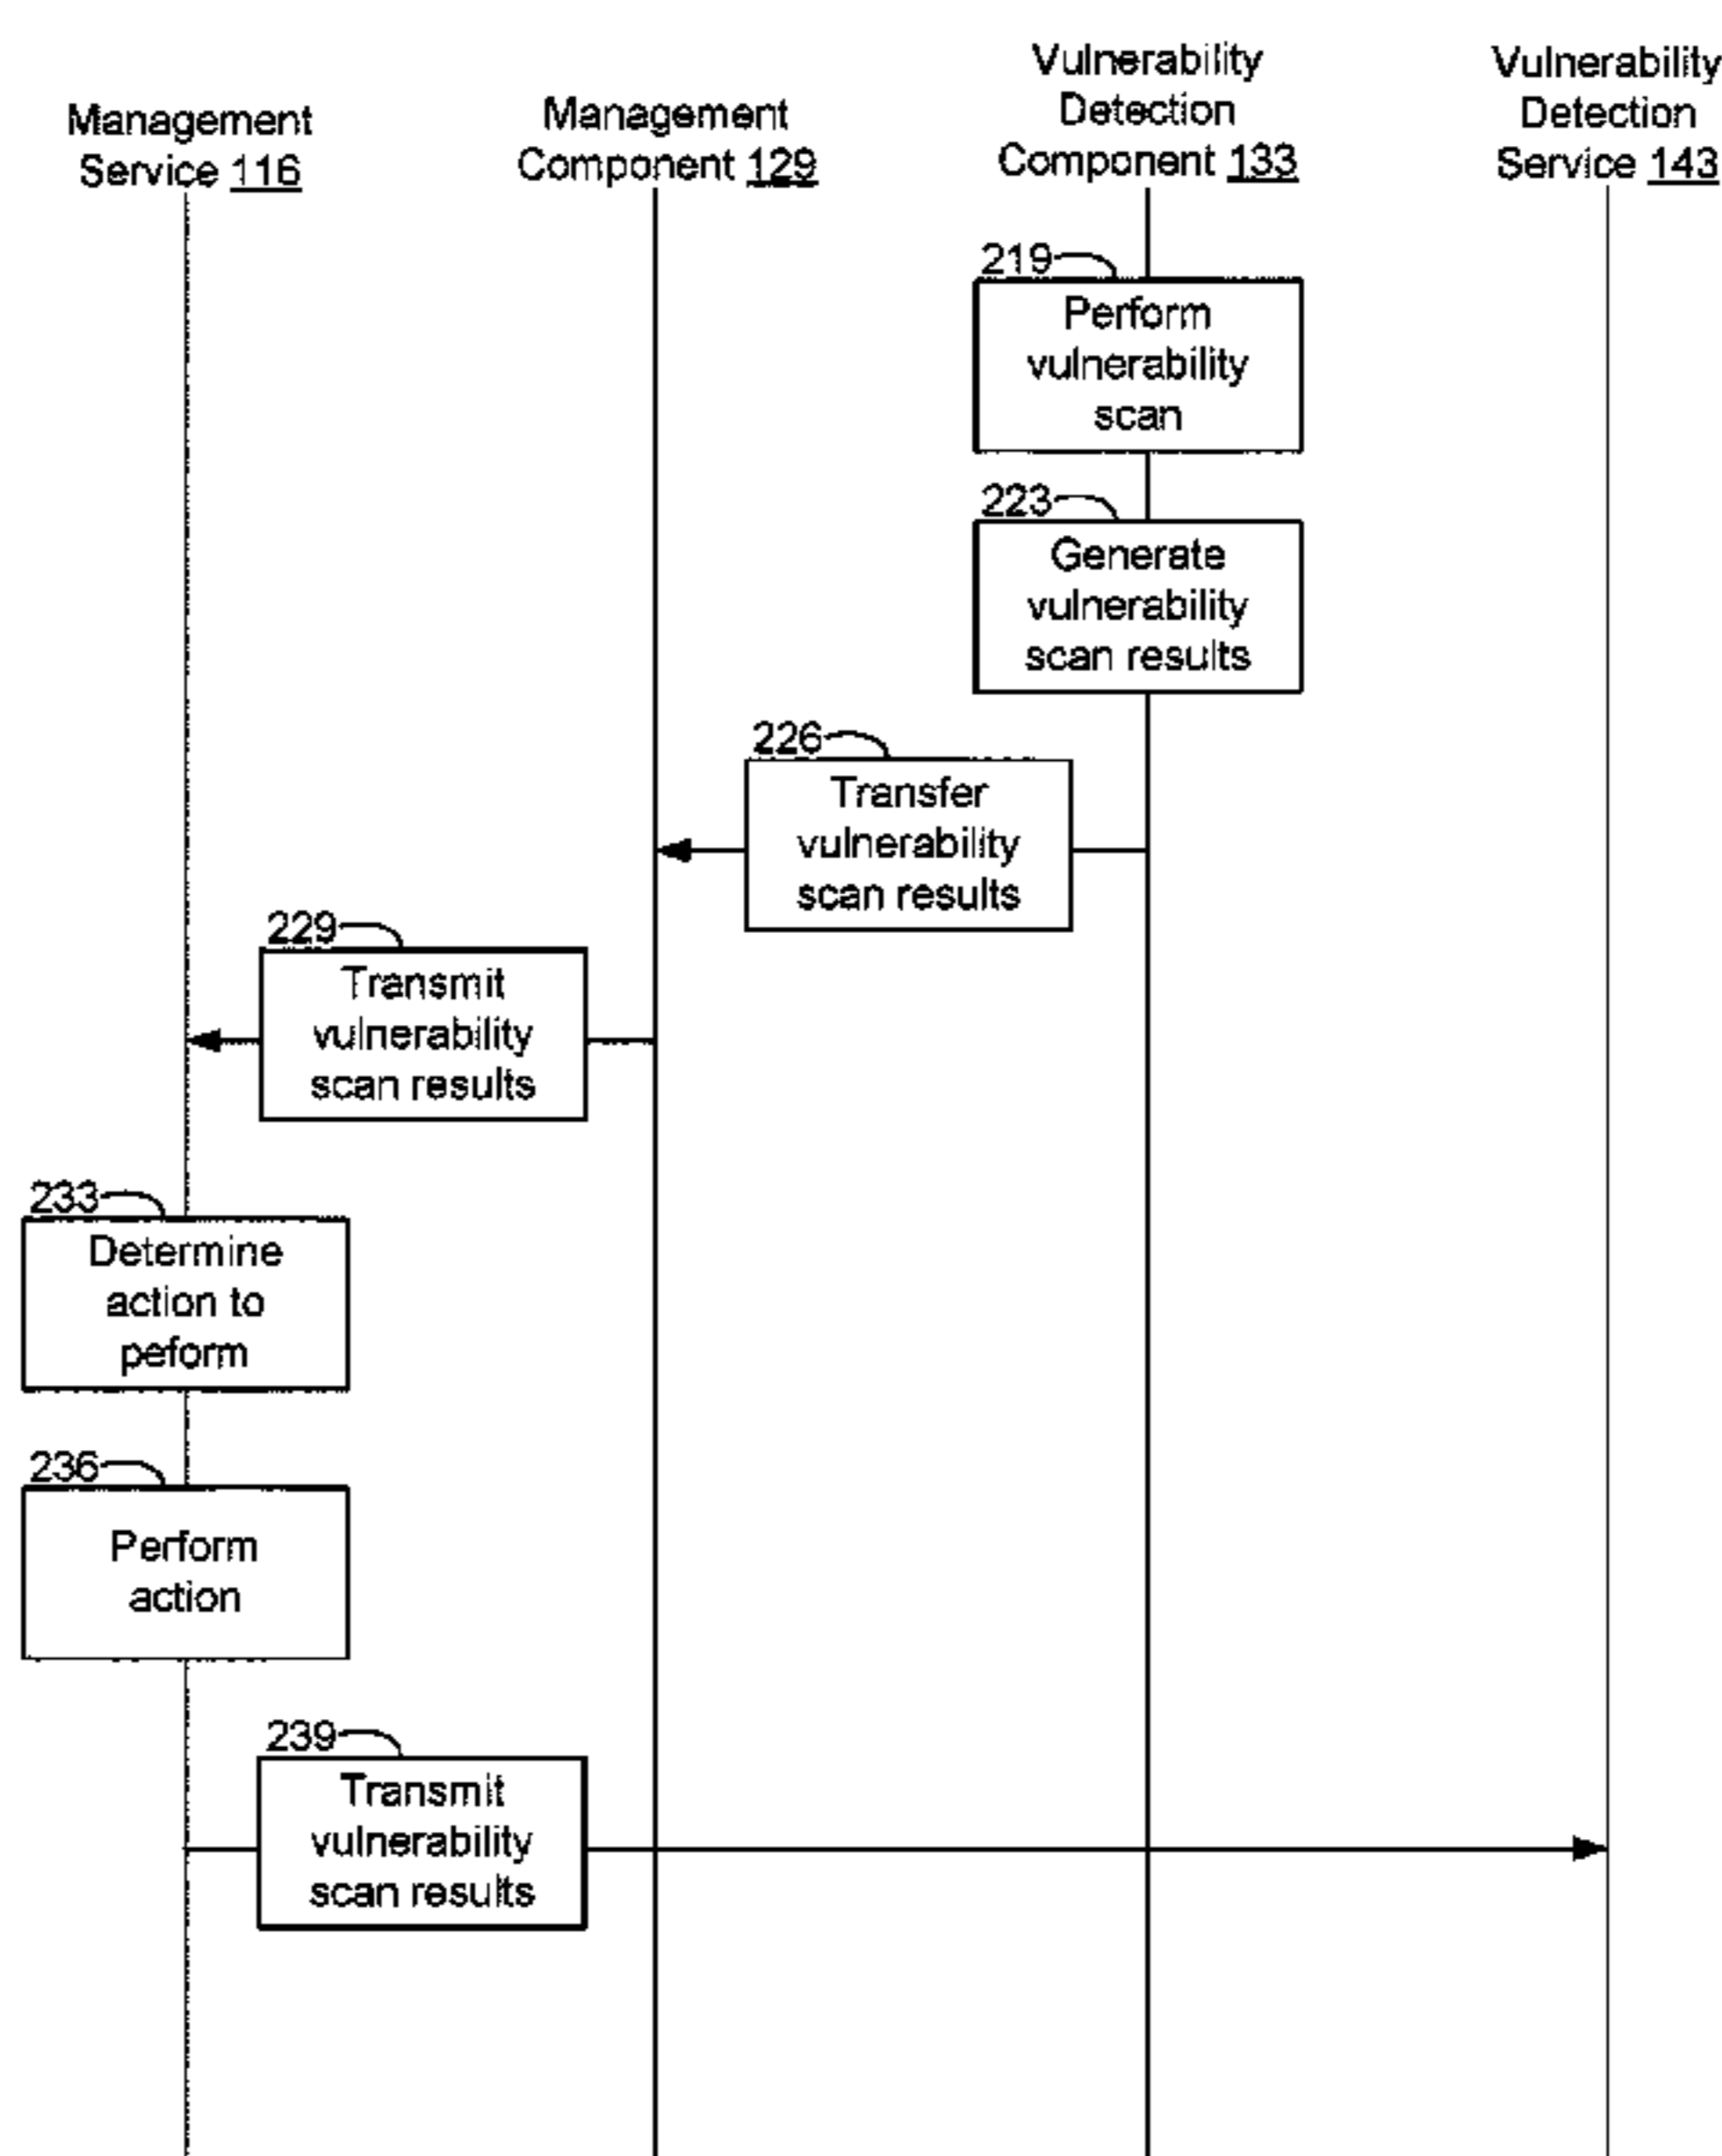 Management
Service 116
Management
Component 129
Vulnerability
Detection
Component 133
Vulnerability
Detection
Service 143
219
Perform
vulnerability
scan
223
Generate
vulnerability
scan results
226
Transfer
vulnerability
scan results
229
Transmit
vulnerability
scan results
233
Determine
action to
peform
236
Perform
action
239
Transmit
vulnerability
scan results